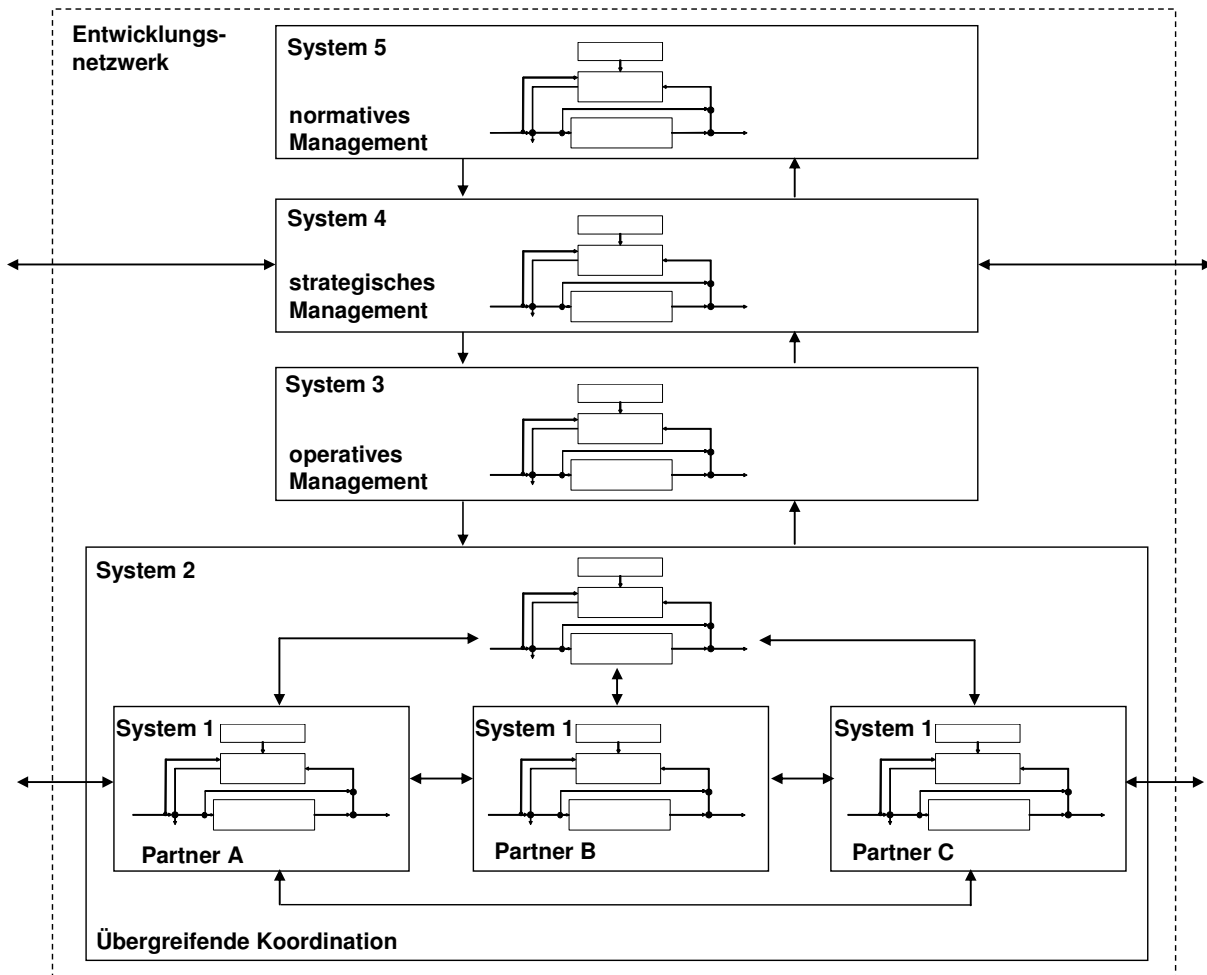 Entwicklungs-
netzwerk
System 5
normatives
Management
System 4
strategisches
Management
System 3
operatives
Management
System 2
System 1
System 1
System 1
Partner A
Partner B
Partner C
Übergreifende Koordination